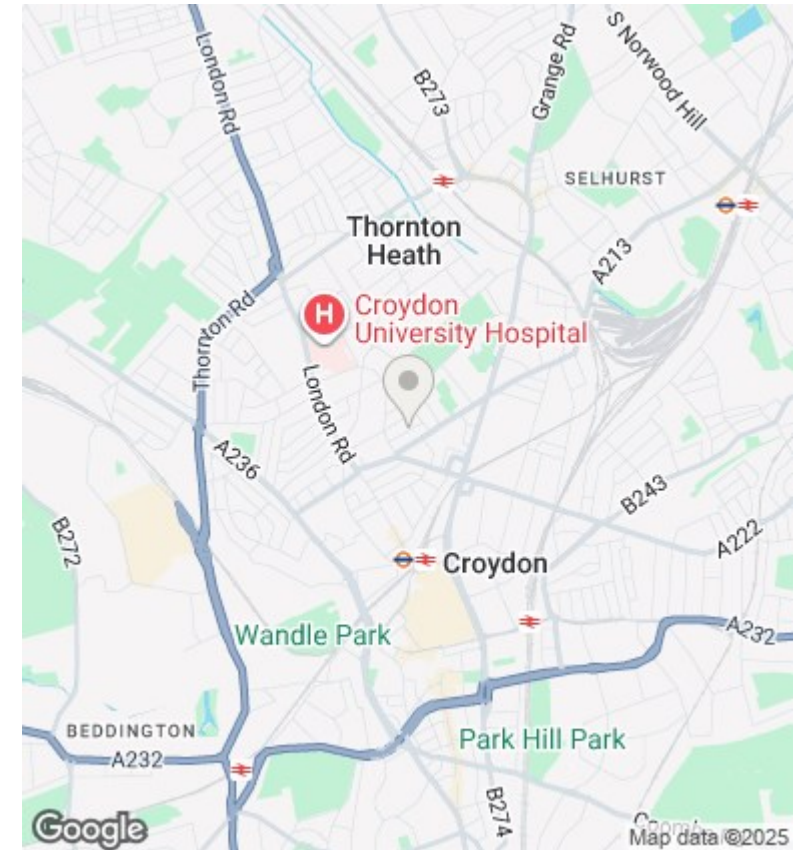 London Rd
B273
Grange Rd
S Norwood Hill
SELHURST
Thornton
Heath
A213
H
Croydon
University Hospital
Thornton Rd
London Rd
A236
B243
B272
A222
Croydon
Wandle Park
A232
BEDDINGTON
A232
Park Hill Park
B274
Google
Map data ©2025